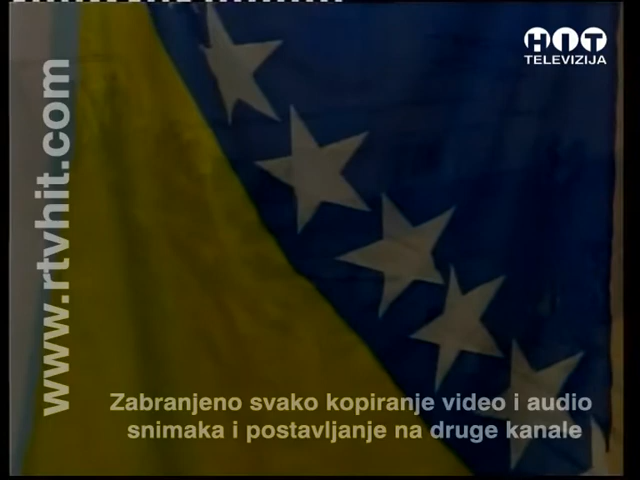 HIT
TELEVIZIJA
www.rtvhit.com
Zabranjeno svako kopiranje video i audio
snimaka i postavljanje na druge kanale